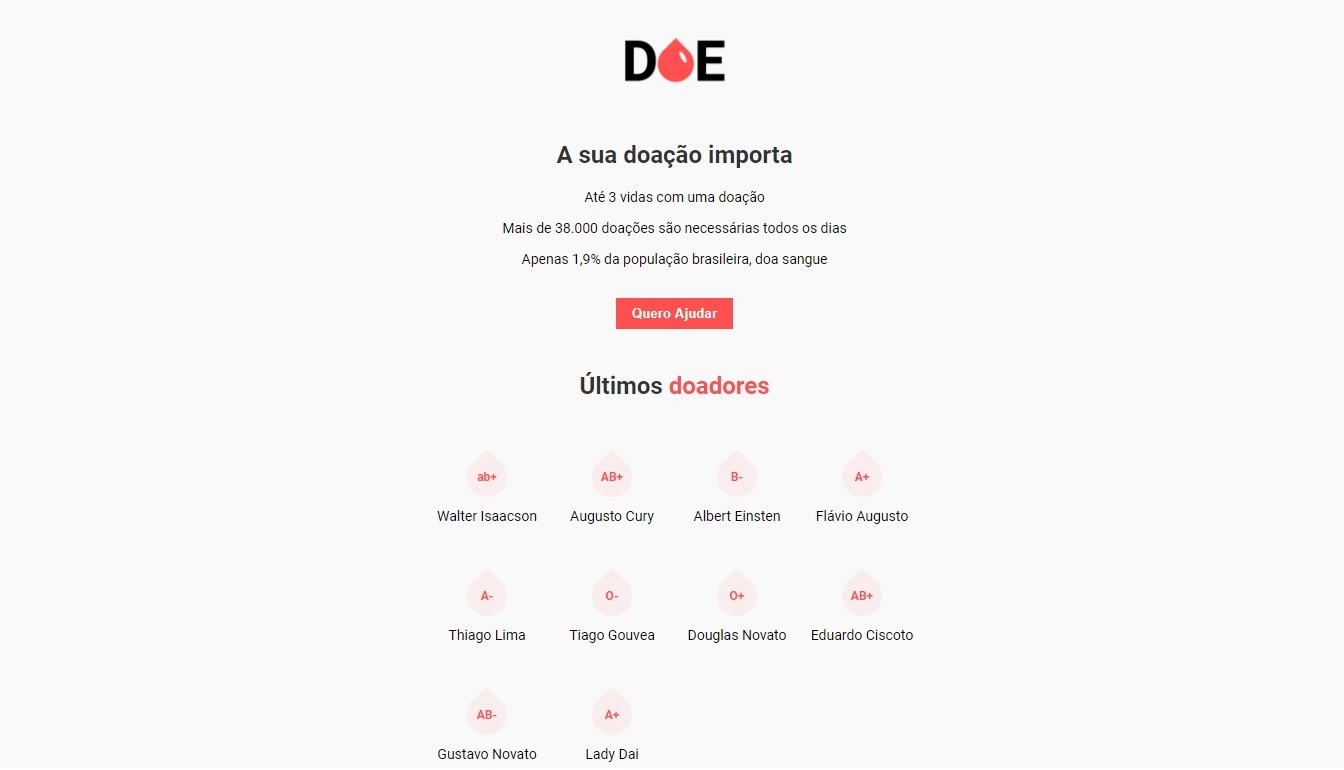 DOE
A sua doação importa
Até 3 vidas com uma doação
Mais de 38.000 doações são necessárias todos os dias
Apenas 1,9% da população brasileira, doa sangue
Quero Ajudar
Últimos doadores
ab+ AB+ B- A+
Walter Isaacson Augusto Cury Albert Einsten Flávio Augusto
A- O- O+ AB+
Thiago Lima Tiago Gouvea Douglas Novato Eduardo Ciscoto
AB- A+
Gustavo Novato Lady Dai